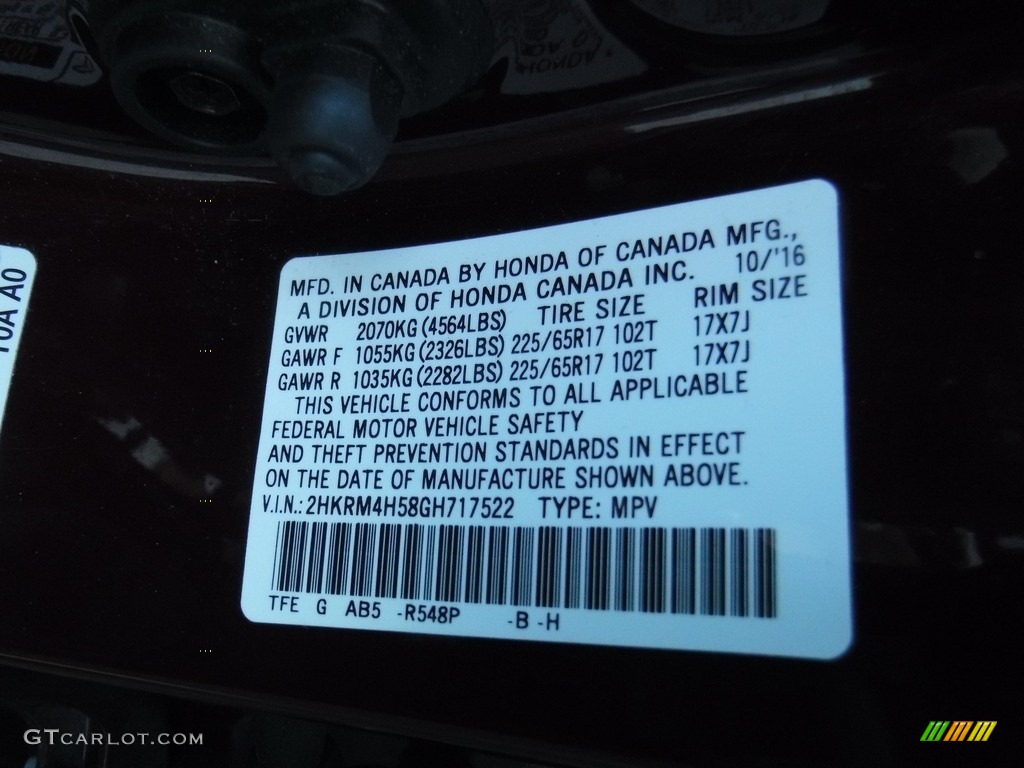 MFD. IN CANADA BY HONDA OF CANADA MFG.,
A DIVISION OF HONDA CANADA INC. 10/'16
GVWR 2070KG (4564LBS) TIRE SIZE RIM SIZE
GAWR F 1055KG (2326LBS) 225/65R17 102T 17X7J
GAWR R 1035KG (2282LBS) 225/65R17 102T 17X7J
THIS VEHICLE CONFORMS TO ALL APPLICABLE
FEDERAL MOTOR VEHICLE SAFETY
AND THEFT PREVENTION STANDARDS IN EFFECT
ON THE DATE OF MANUFACTURE SHOWN ABOVE.
V.I.N.: 2HKRM4H58GH717522 TYPE: MPV
TFE G AB5 -R548P -B -H
10A A0
GTCARLOT.COM